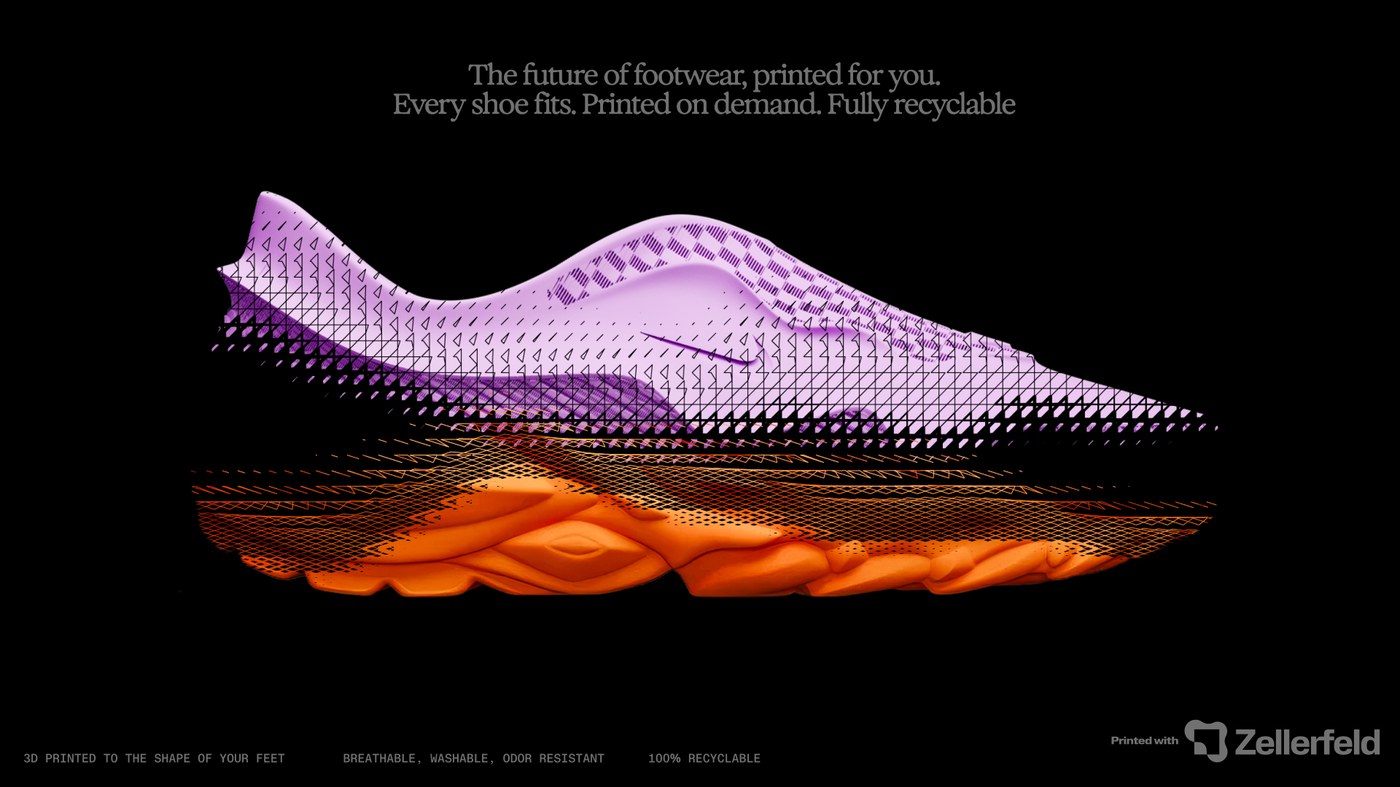 The future of footwear, printed for you.
Every shoe fits. Printed on demand. Fully recyclable
3D PRINTED TO THE SHAPE OF YOUR FEET
BREATHABLE, WASHABLE, ODOR RESISTANT
100% RECYCLABLE
Printed with
Zellerfeld